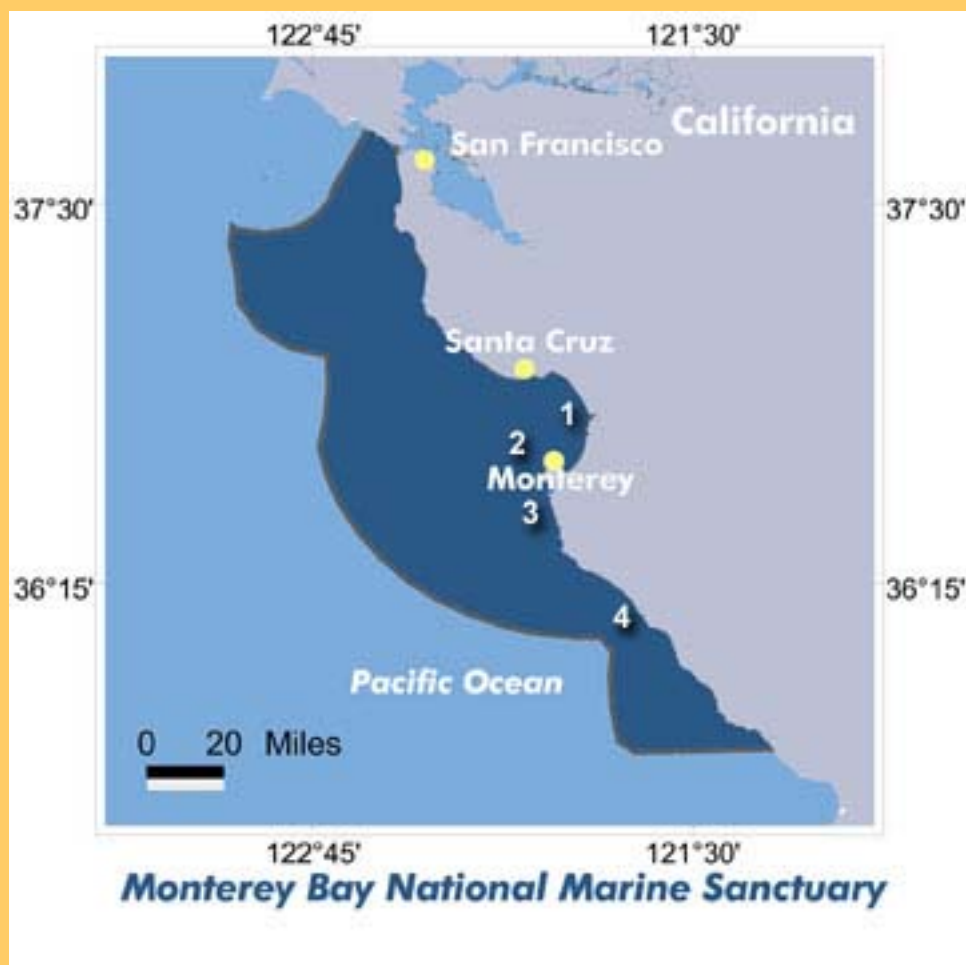 122°45' 121°30'
California
San Francisco
37°30' 37°30'
Santa Cruz
1
2
Monterey
3
36°15' 36°15'
4
Pacific Ocean
0 20 Miles
122°45' 121°30'
Monterey Bay National Marine Sanctuary